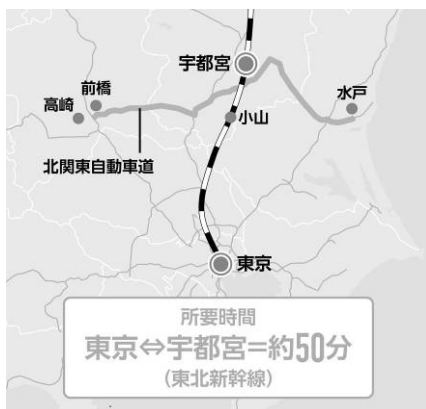 宇都宮
前橋
高崎
水戸
小山
北関東自動車道
東京
所要時間
東京⇔宇都宮=約50分
(東北新幹線)